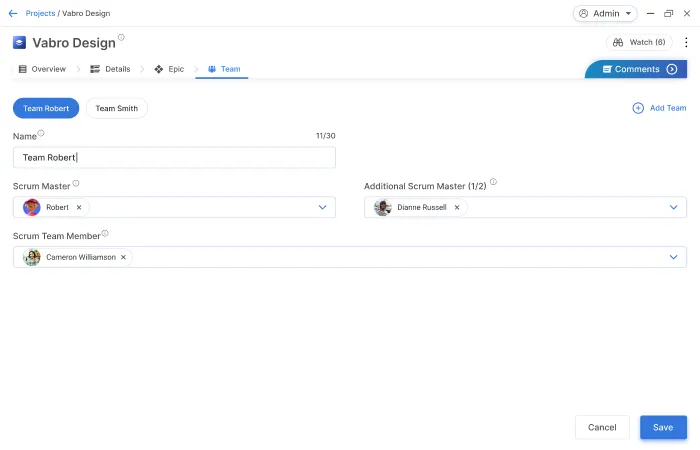 Projects / Vabro Design
Admin
Vabro Design
Watch (6)
Overview
Details
Epic
Team
Comments
Team Robert
Team Smith
Add Team
Name
11/30
Team Robert
Scrum Master
Additional Scrum Master (1/2)
Robert
Dianne Russell
Scrum Team Member
Cameron Williamson
Cancel
Save